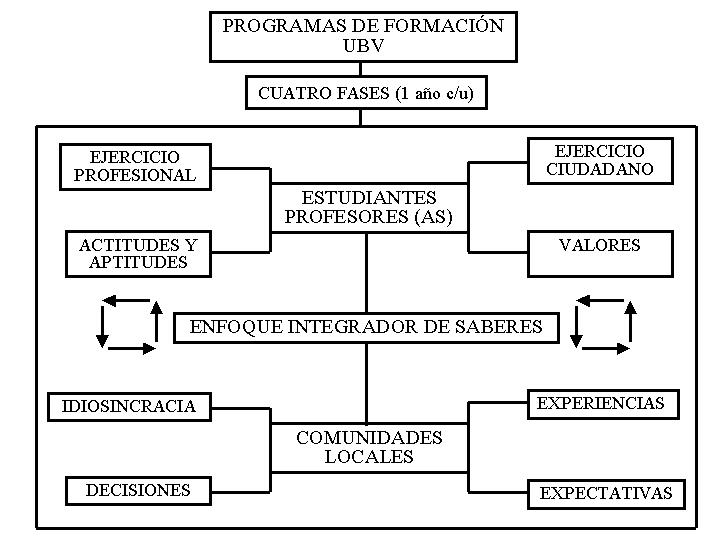 PROGRAMAS DE FORMACIÓN
UBV
CUATRO FASES (1 año c/u)
EJERCICIO
PROFESIONAL
EJERCICIO
CIUDADANO
ESTUDIANTES
PROFESORES (AS)
ACTITUDES Y
APTITUDES
VALORES
ENFOQUE INTEGRADOR DE SABERES
IDIOSINCRACIA
EXPERIENCIAS
COMUNIDADES
LOCALES
DECISIONES
EXPECTATIVAS